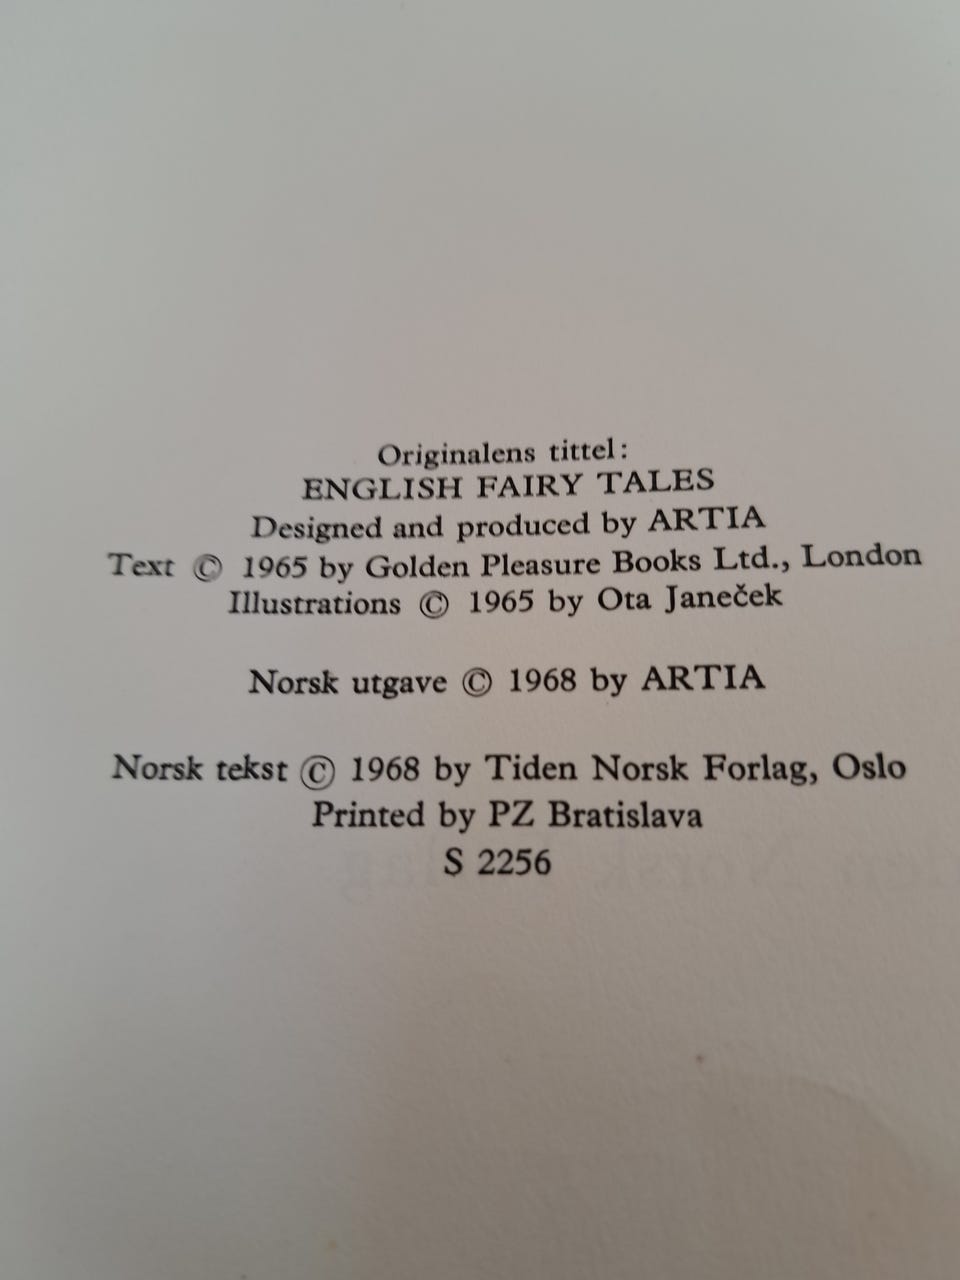 Originalens tittel:
ENGLISH FAIRY TALES
Designed and produced by ARTIA
Text © 1965 by Golden Pleasure Books Ltd., London
Illustrations © 1965 by Ota Janeček
Norsk utgave © 1968 by ARTIA
Norsk tekst © 1968 by Tiden Norsk Forlag, Oslo
Printed by PZ Bratislava
S 2256